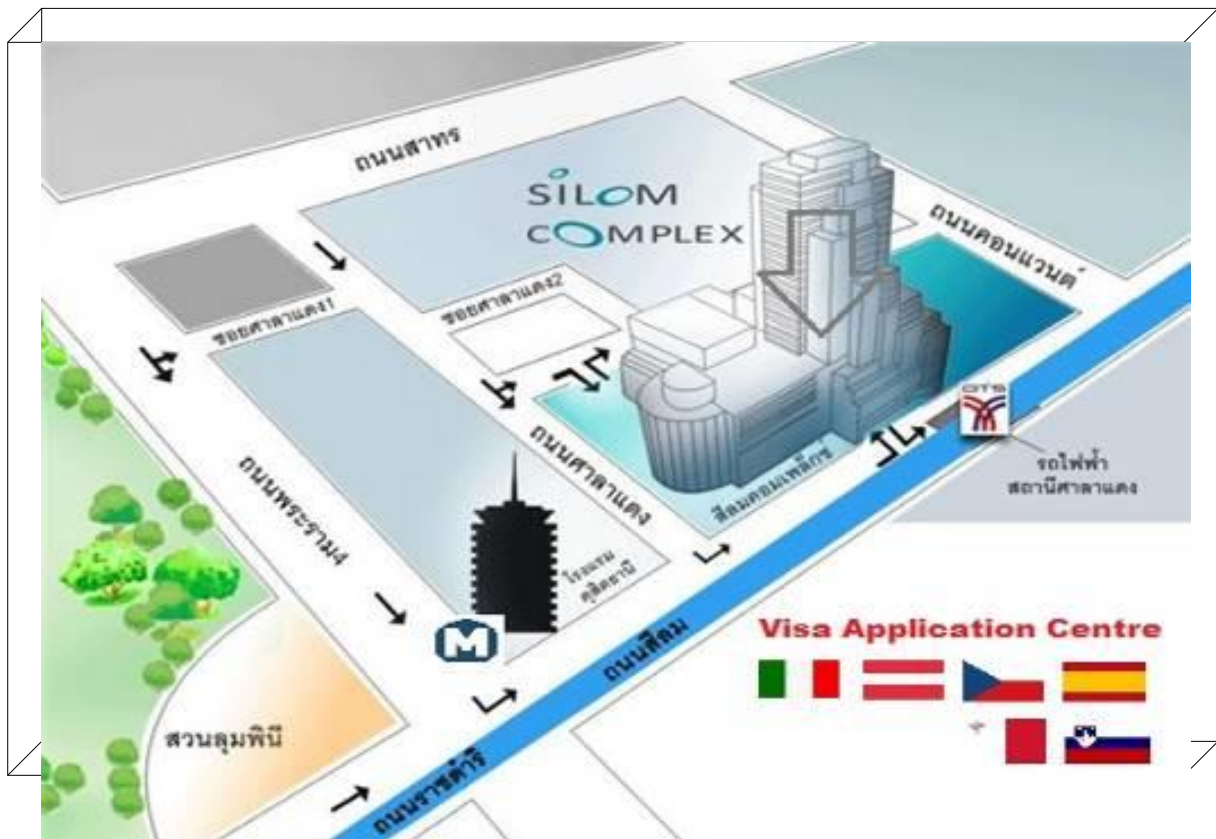 ถนนสาทร
SiLOM
COMPLEX
ถนนคอนแวนต์
ซอยศาลาแดง1
ซอยศาลาแดง2
BTS
รถไฟฟ้า
สถานีศาลาแดง
ถนนศาลาแดง
สีลมคอมเพล็กซ์
ถนนพระราม4
โรงแรม
ดุสิตธานี
M
ถนนสีลม
Visa Application Centre
สวนลุมพินี
ถนนราชดำริ